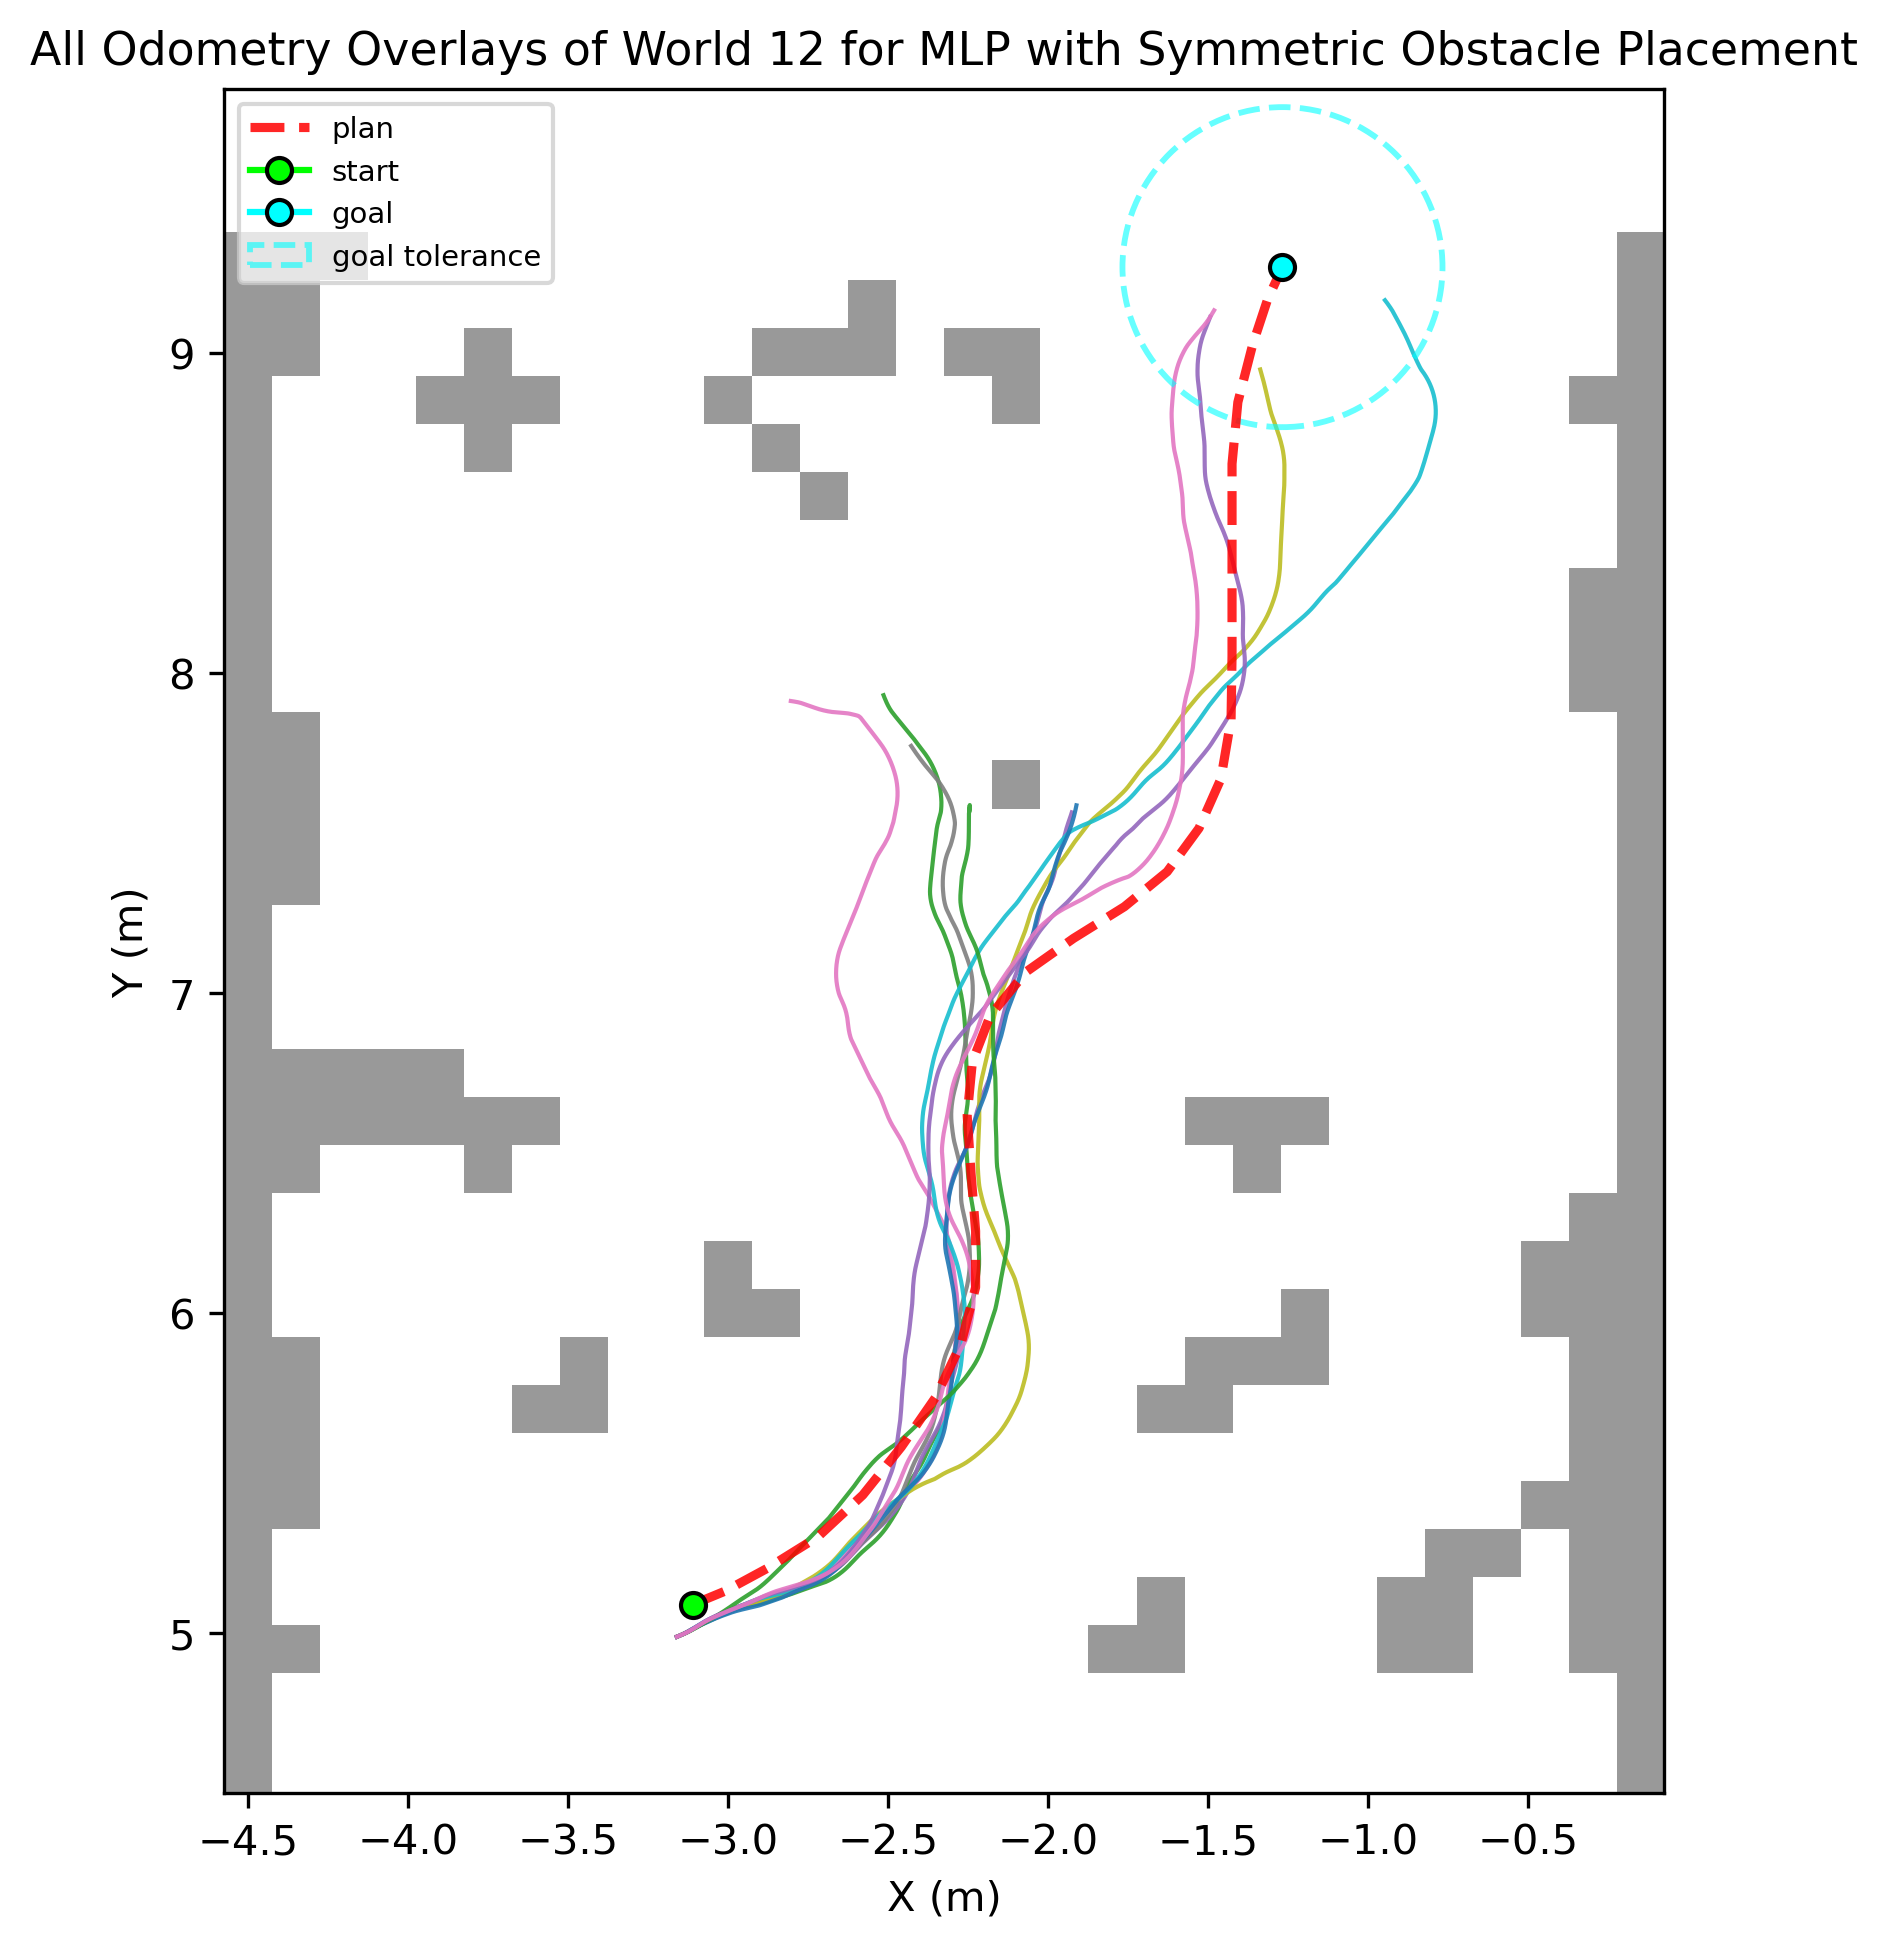 All Odometry Overlays of World 12 for MLP with Symmetric Obstacle Placement
plan
start
goal
goal tolerance
9
8
7
6
5
Y (m)
−4.5 −4.0 −3.5 −3.0 −2.5 −2.0 −1.5 −1.0 −0.5
X (m)